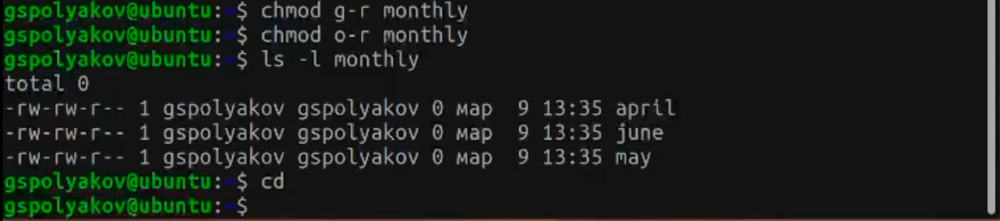 gspolyakov@ubuntu:~$ chmod g-r monthly
gspolyakov@ubuntu:~$ chmod o-r monthly
gspolyakov@ubuntu:~$ ls -l monthly
total 0
-rw-rw-r-- 1 gspolyakov gspolyakov 0 мар  9 13:35 april
-rw-rw-r-- 1 gspolyakov gspolyakov 0 мар  9 13:35 june
-rw-rw-r-- 1 gspolyakov gspolyakov 0 мар  9 13:35 may
gspolyakov@ubuntu:~$ cd
gspolyakov@ubuntu:~$